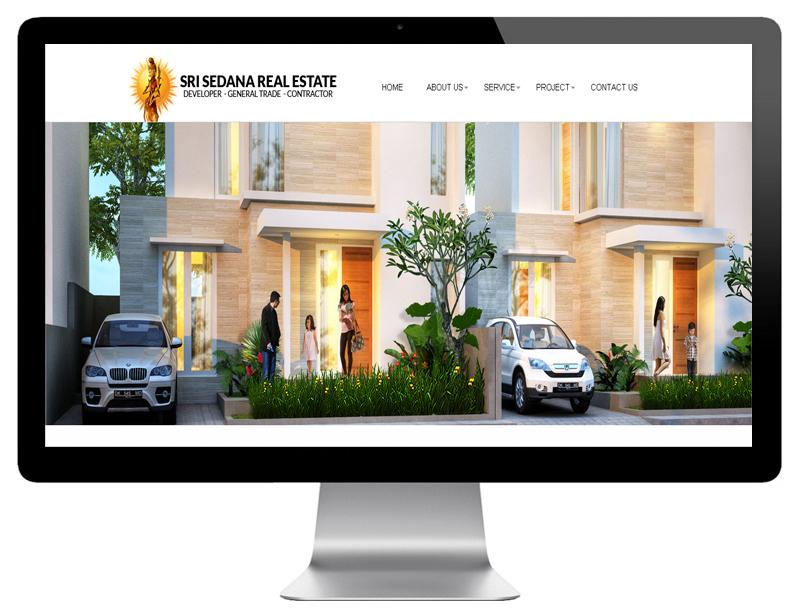 SRI SEDANA REAL ESTATE
DEVELOPER - GENERAL TRADE - CONTRACTOR
HOME ABOUT US SERVICE PROJECT CONTACT US